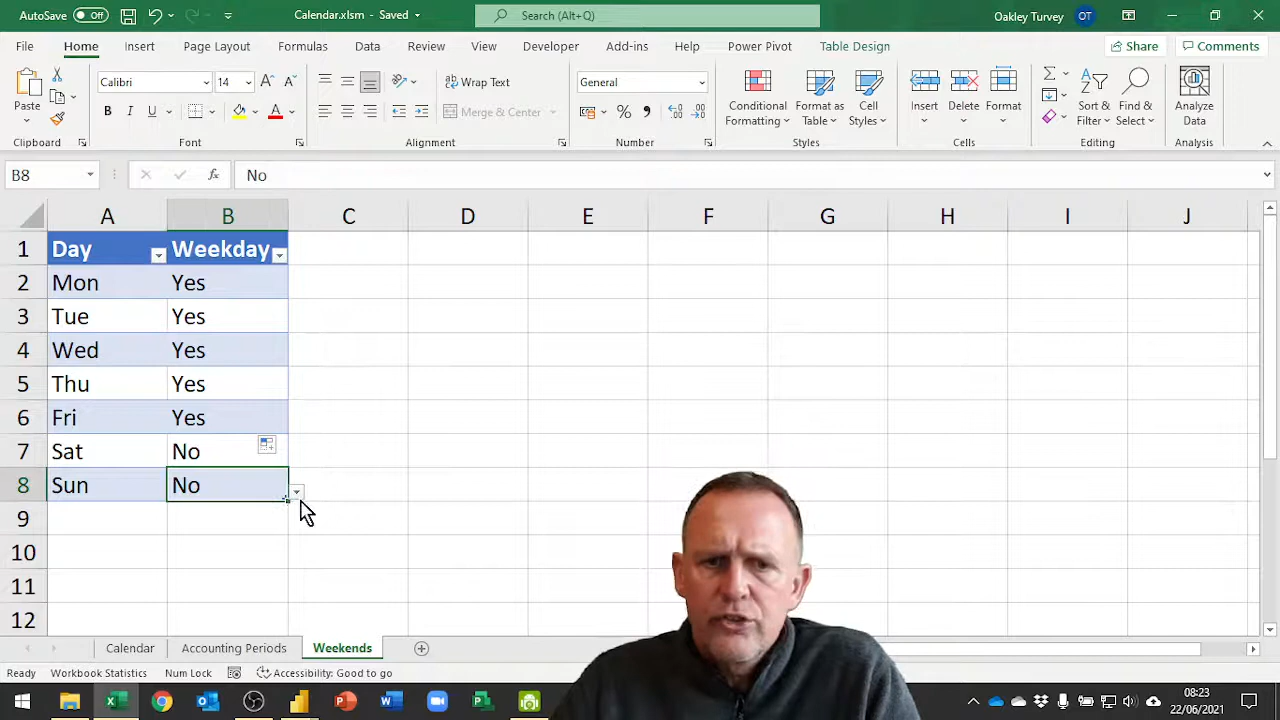 AutoSave Off Calendar.xlsm - Saved Search (Alt+Q) Oakley Turvey OT
File Home Insert Draw Page Layout Formulas Data Review View Developer Add-ins Help Power Pivot Table Design Share Comments
Calibri 14 Wrap Text General
Paste B I U A Merge & Center % , Conditional Formatting Format as Table Cell Styles Insert Delete Format Sort & Filter Find & Select Analyze Data
Clipboard Font Alignment Number Styles Cells Editing Analysis
B8 fx No
A B C D E F G H I J
1 Day Weekday
2 Mon Yes
3 Tue Yes
4 Wed Yes
5 Thu Yes
6 Fri Yes
7 Sat No
8 Sun No
9
10
11
12
Calendar Accounting Periods Weekends
Ready Workbook Statistics Num Lock Accessibility: Good to go
08:23
22/06/2021